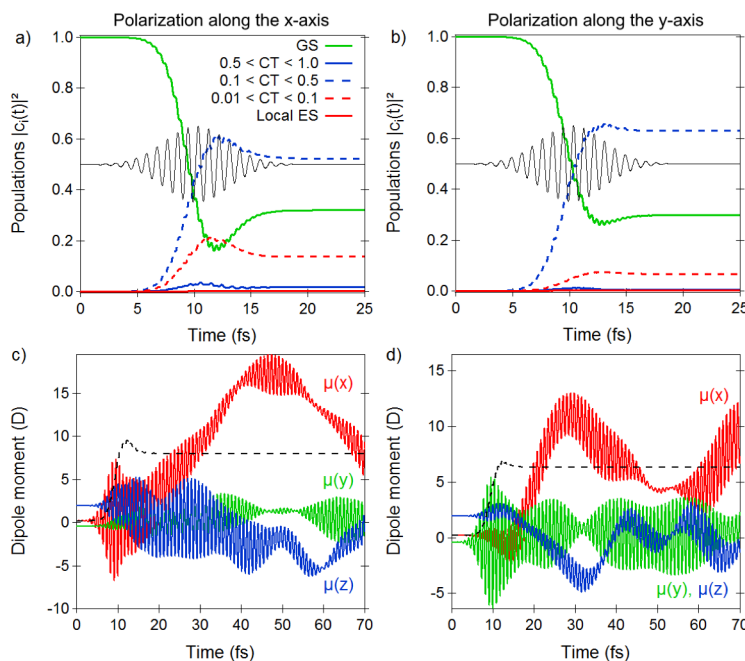 Polarization along the x-axis
Polarization along the y-axis
a)
b)
GS
0.5 < CT < 1.0
0.1 < CT < 0.5
0.01 < CT < 0.1
Local ES
Populations |cᵢ(t)|²
1.0
0.8
0.6
0.4
0.2
0.0
0 5 10 15 20 25
Time (fs)
Populations |cᵢ(t)|²
1.0
0.8
0.6
0.4
0.2
0.0
0 5 10 15 20 25
Time (fs)
c)
d)
Dipole moment (D)
15
10
5
0
-5
-10
μ(x)
μ(y)
μ(z)
0 10 20 30 40 50 60 70
Time (fs)
Dipole moment (D)
15
10
5
0
-5
μ(x)
μ(y), μ(z)
0 10 20 30 40 50 60 70
Time (fs)